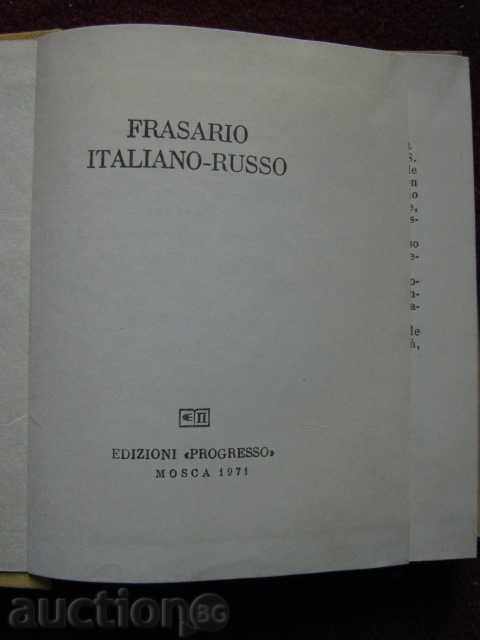 FRASARIO
ITALIANO-RUSSO
П
EDIZIONI «PROGRESSO»
MOSCA 1971
auction BG